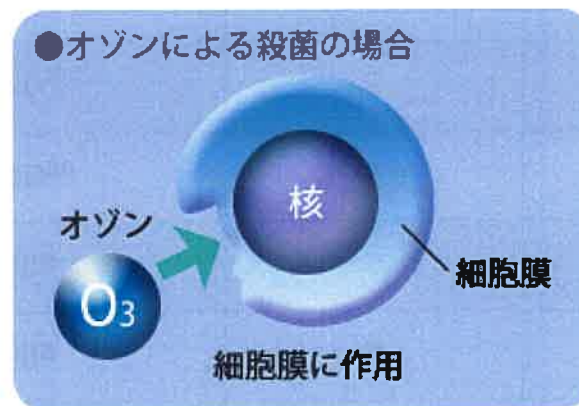 ●オゾンによる殺菌の場合
核
オゾン
O3
細胞膜
細胞膜に作用